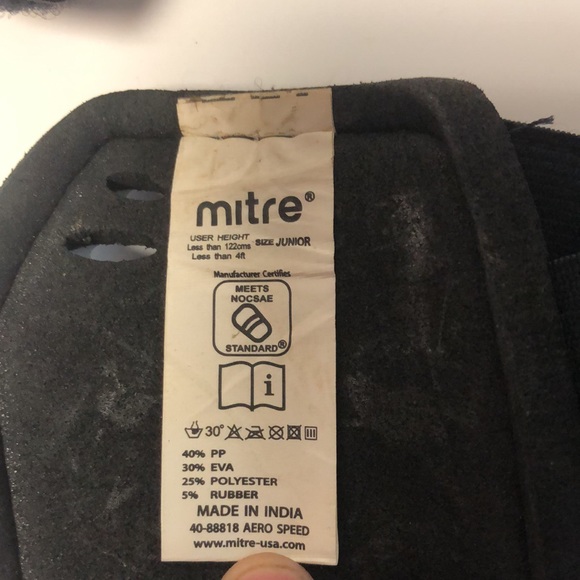 mitre®
USER HEIGHT
Less than 122cms SIZE JUNIOR
Less than 4ft
Manufacturer Certifies
MEETS
NOCSAE
STANDARD®
i
30°
40% PP
30% EVA
25% POLYESTER
5% RUBBER
MADE IN INDIA
40-88818 AERO SPEED
www.mitre-usa.com